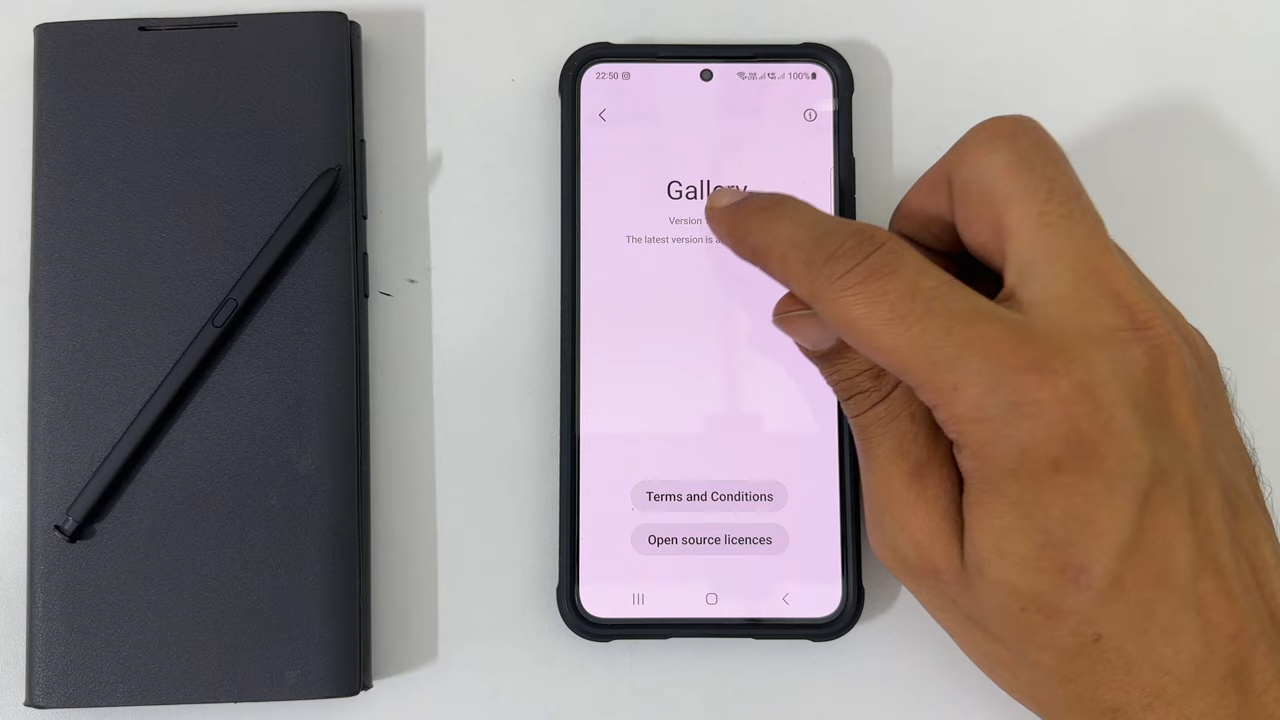 22:50 100%
Gallery
Version
The latest version is
Terms and Conditions
Open source licences